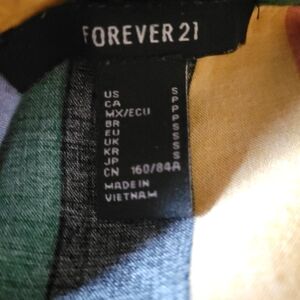 FOREVER 21
US S
CA P
MX/ECU P
BR P
EU S
UK S
KR S
JP S
CN 160/84A
MADE IN
VIETNAM